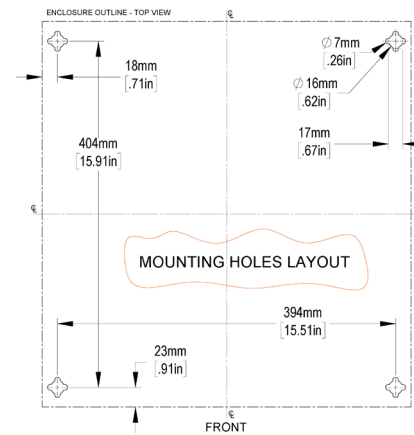 ENCLOSURE OUTLINE - TOP VIEW
℄
18mm
[.71in]
⌀ 7mm
[.26in]
⌀ 16mm
[.62in]
17mm
[.67in]
404mm
[15.91in]
℄
MOUNTING HOLES LAYOUT
394mm
[15.51in]
23mm
[.91in]
℄
FRONT